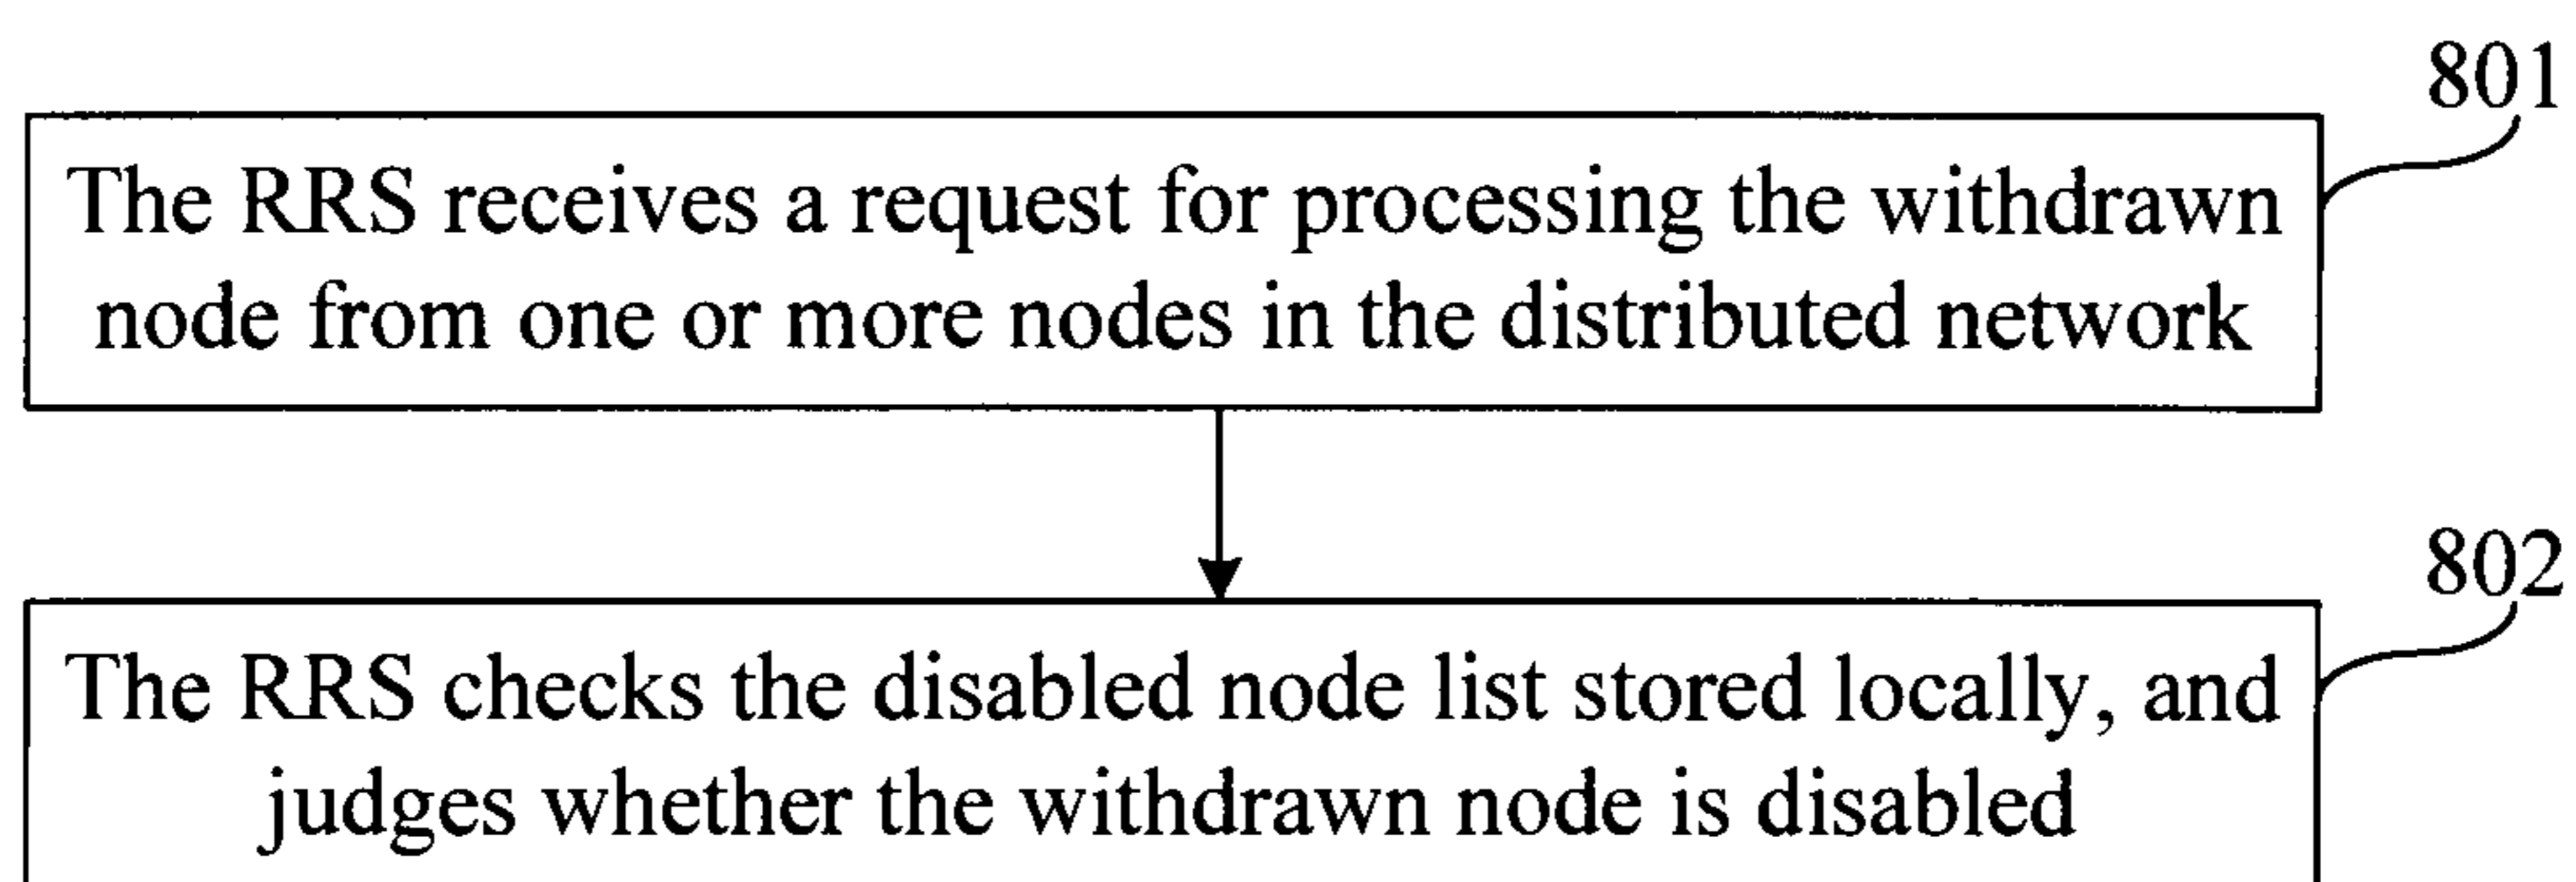 801
The RRS receives a request for processing the withdrawn
node from one or more nodes in the distributed network
802
The RRS checks the disabled node list stored locally, and
judges whether the withdrawn node is disabled